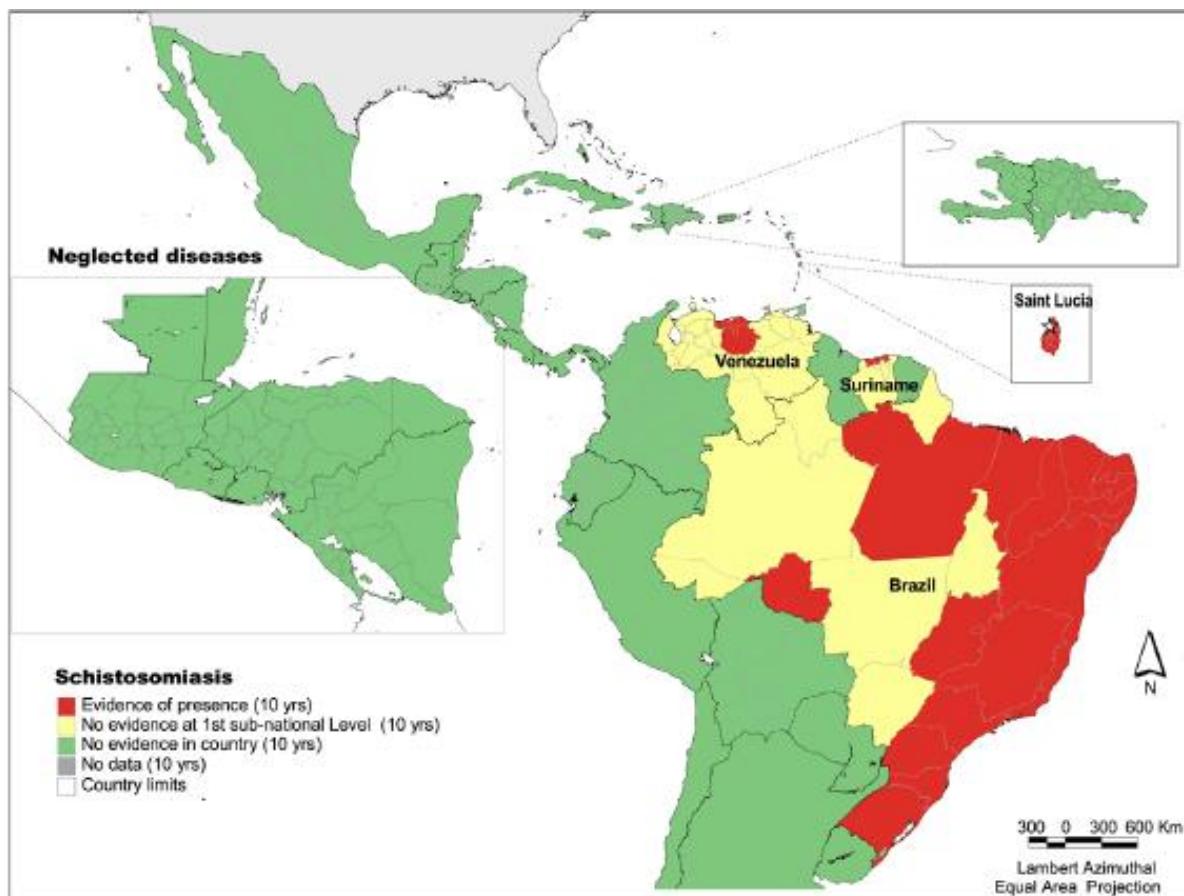 Neglected diseases
Saint Lucia
Venezuela
Suriname
Brazil
N
Schistosomiasis
Evidence of presence (10 yrs)
No evidence at 1st sub-national Level (10 yrs)
No evidence in country (10 yrs)
No data (10 yrs)
Country limits
300 0 300 600 Km
Lambert Azimuthal
Equal Area Projection